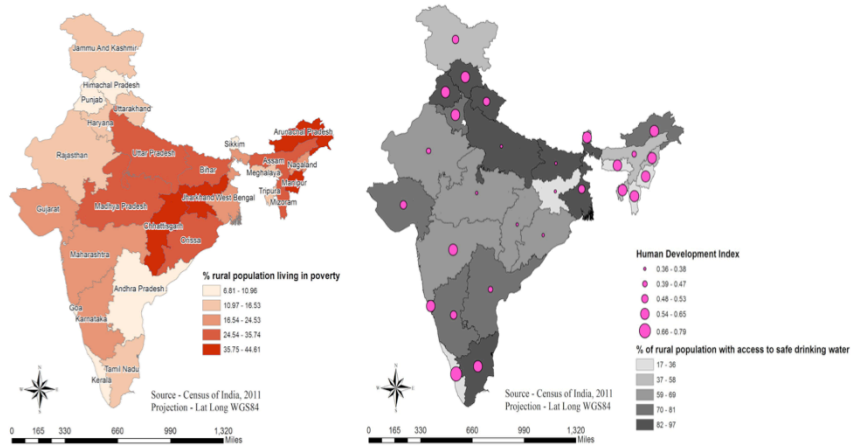 Jammu And Kashmir
Himachal Pradesh
Punjab
Uttarakhand
Haryana
Rajasthan
Uttar Pradesh
Sikkim
Arunachal Pradesh
Assam
Nagaland
Meghalaya
Manipur
Tripura
Mizoram
Bihar
Gujarat
Madhya Pradesh
Jharkhand West Bengal
Chhattisgarh
Orissa
Maharashtra
Andhra Pradesh
Goa
Karnataka
Tamil Nadu
Kerala
% rural population living in poverty
6.81 - 10.96
10.97 - 16.53
16.54 - 24.53
24.54 - 35.74
35.75 - 44.61
Source - Census of India, 2011
Projection - Lat Long WGS84
0 165 330 660 990 1,320
Miles
Human Development Index
0.36 - 0.38
0.39 - 0.47
0.48 - 0.53
0.54 - 0.65
0.66 - 0.79
% of rural population with access to safe drinking water
17 - 36
37 - 58
59 - 69
70 - 81
82 - 97
Source - Census of India, 2011
Projection - Lat Long WGS84
0 165 330 660 990 1,320
Miles